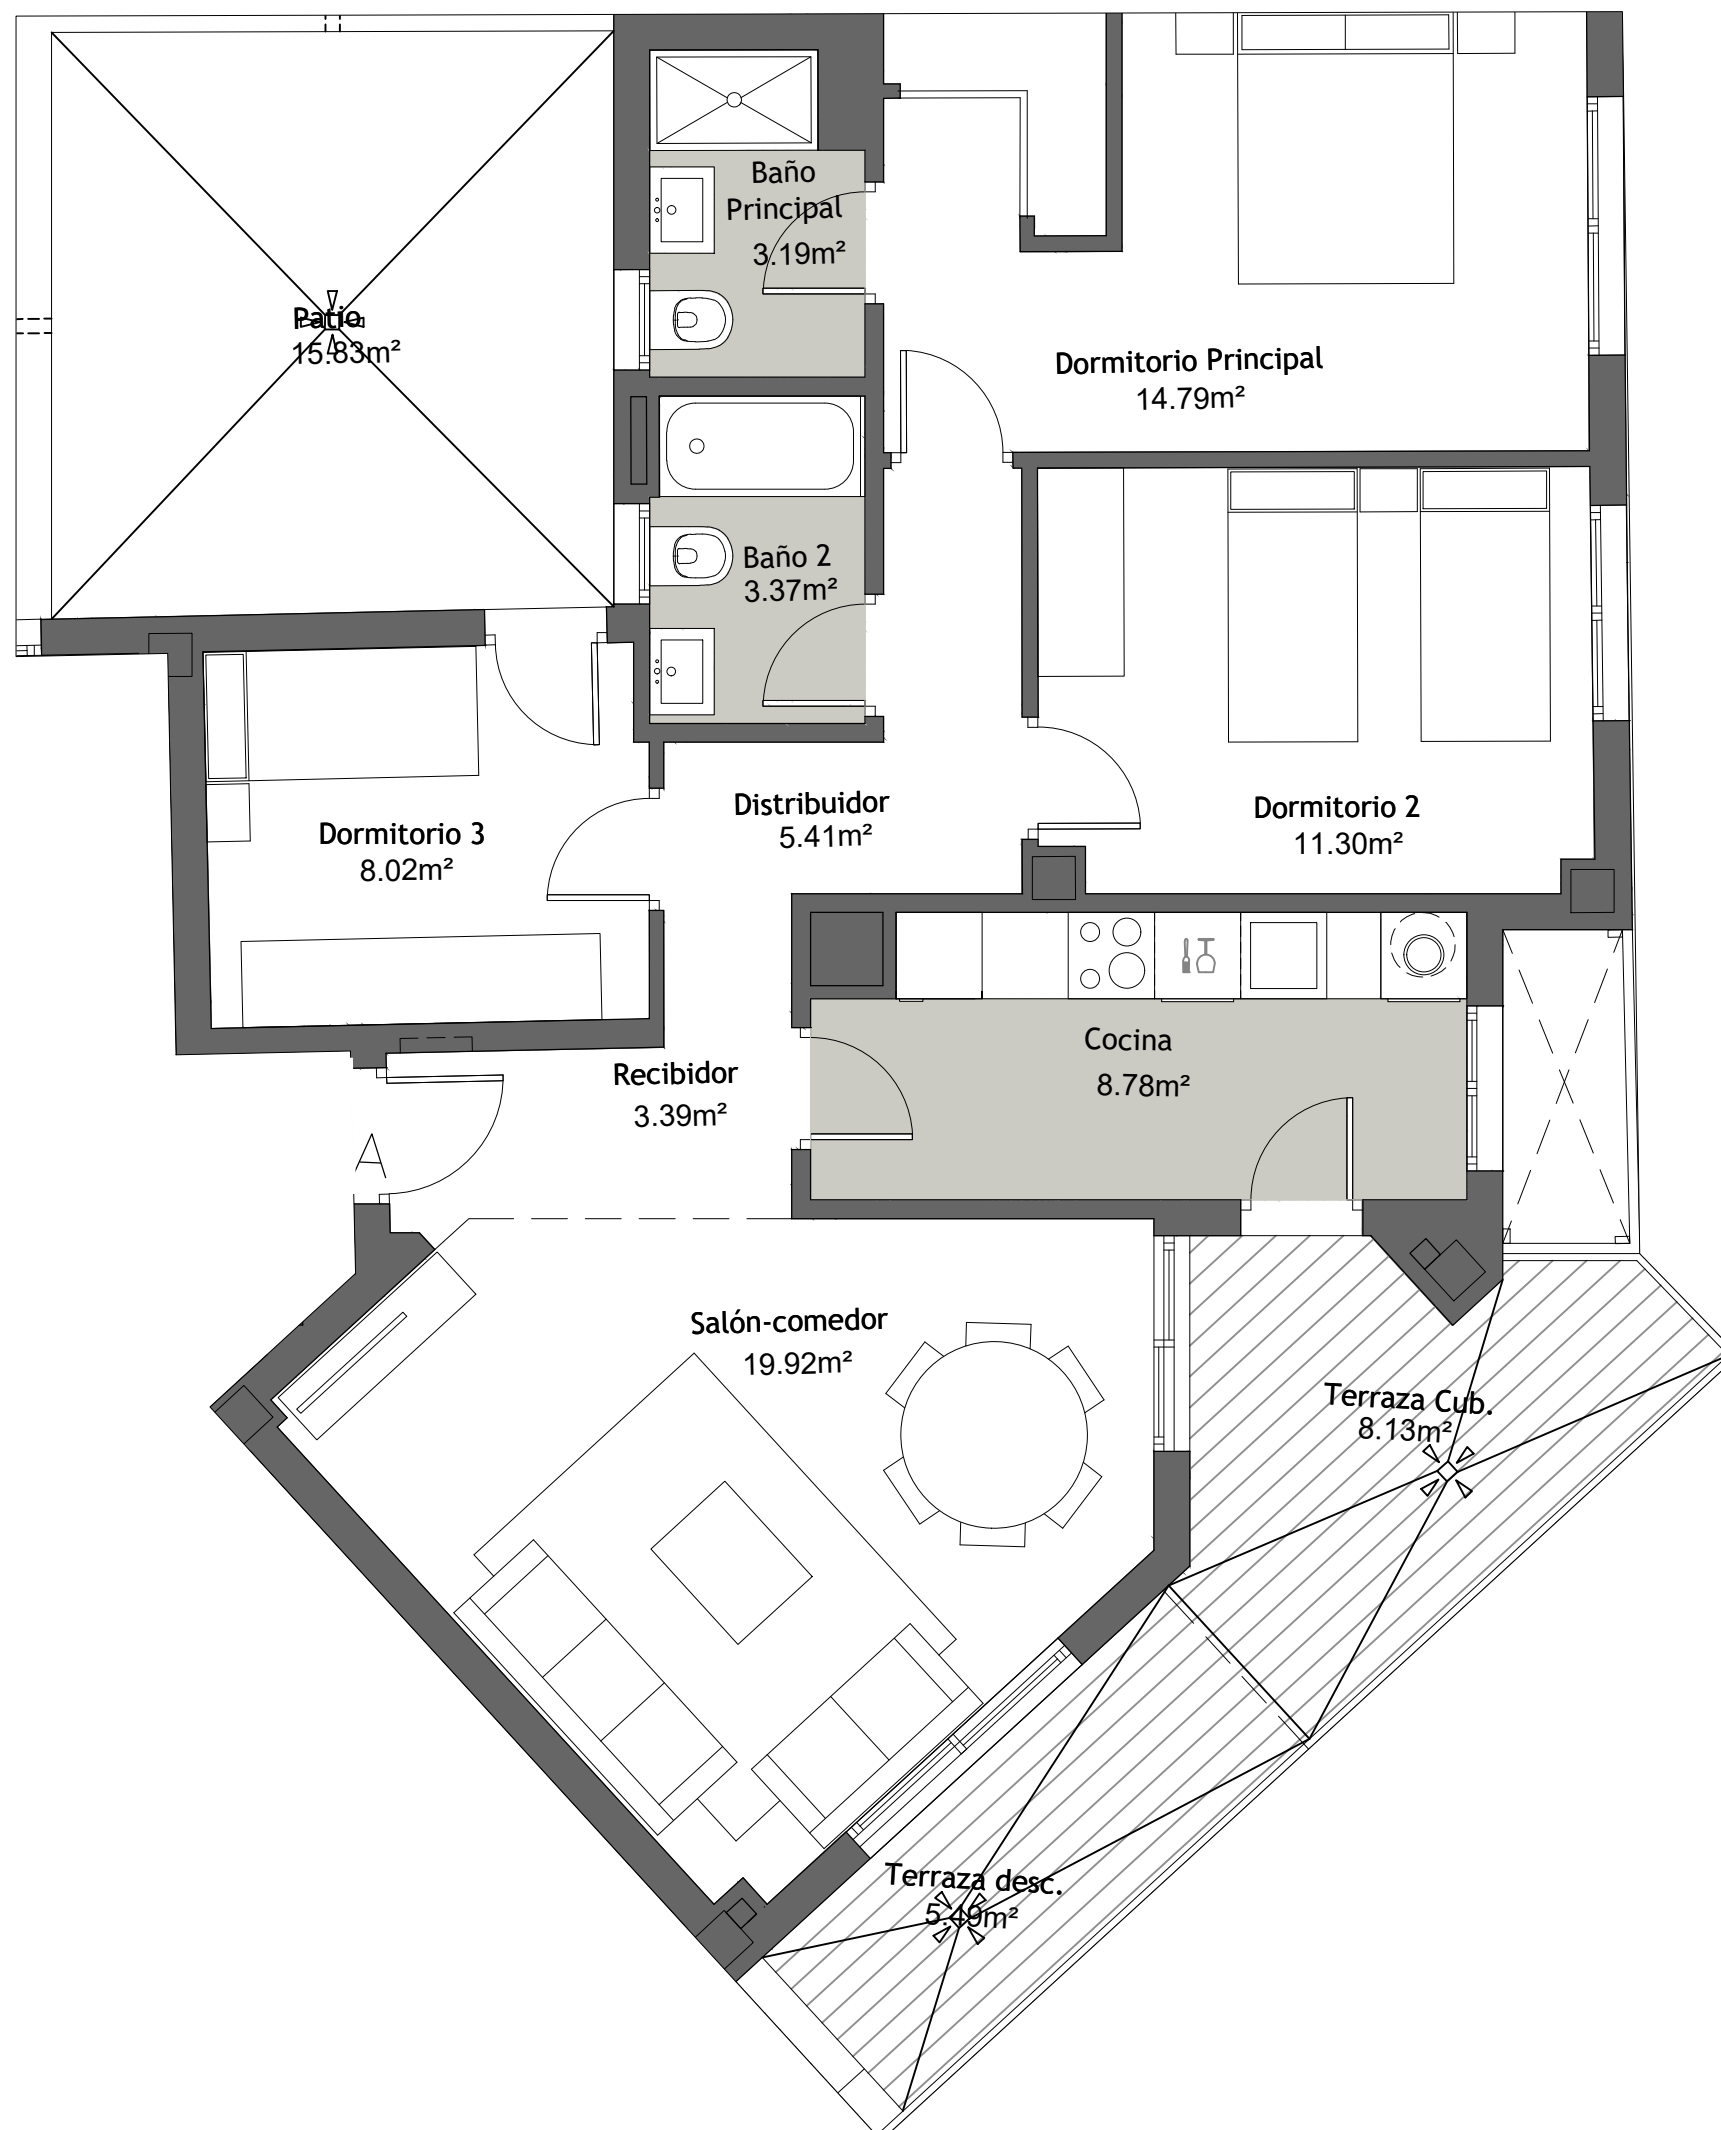 Baño
Principal
3.19m²
Patio
15.83m²
Dormitorio Principal
14.79m²
Baño 2
3.37m²
Distribuidor
5.41m²
Dormitorio 2
11.30m²
Dormitorio 3
8.02m²
Cocina
8.78m²
Recibidor
3.39m²
A
Salón-comedor
19.92m²
Terraza Cub.
8.13m²
Terraza desc.
5.49m²